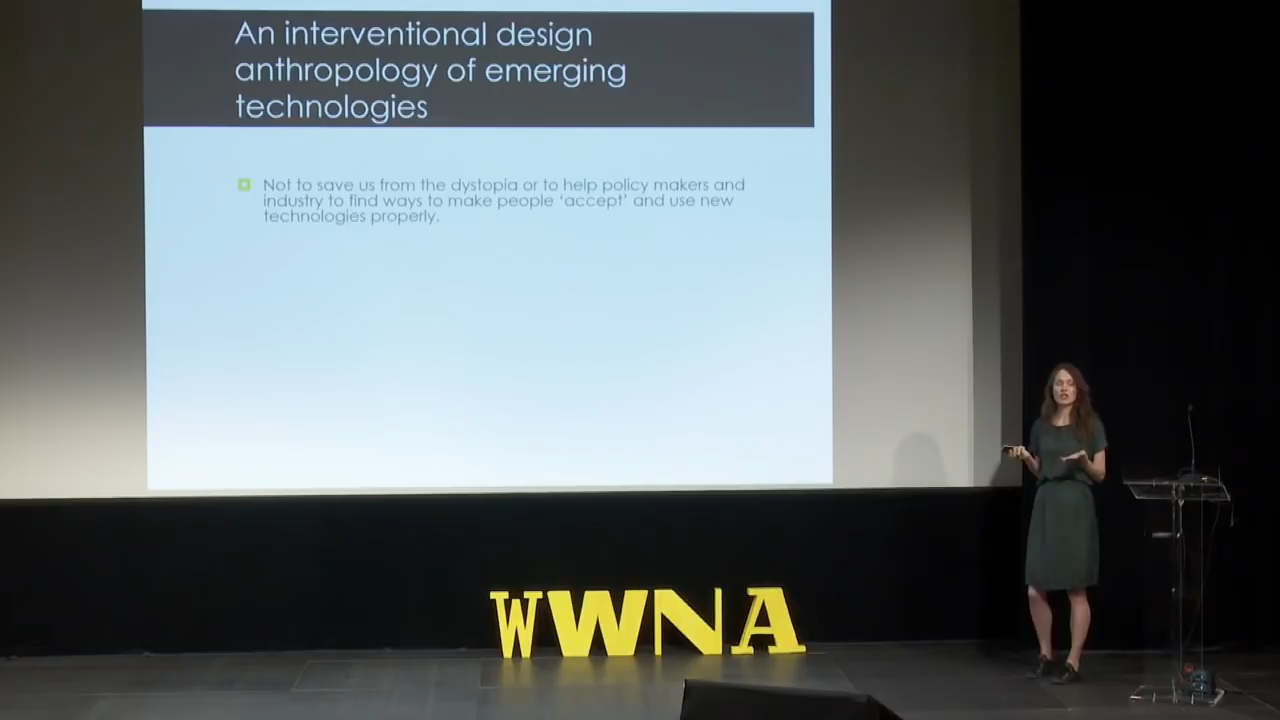 An interventional design
anthropology of emerging
technologies
Not to save us from the dystopia or to help policy makers and
industry to find ways to make people ‘accept’ and use new
technologies properly.
WWNA